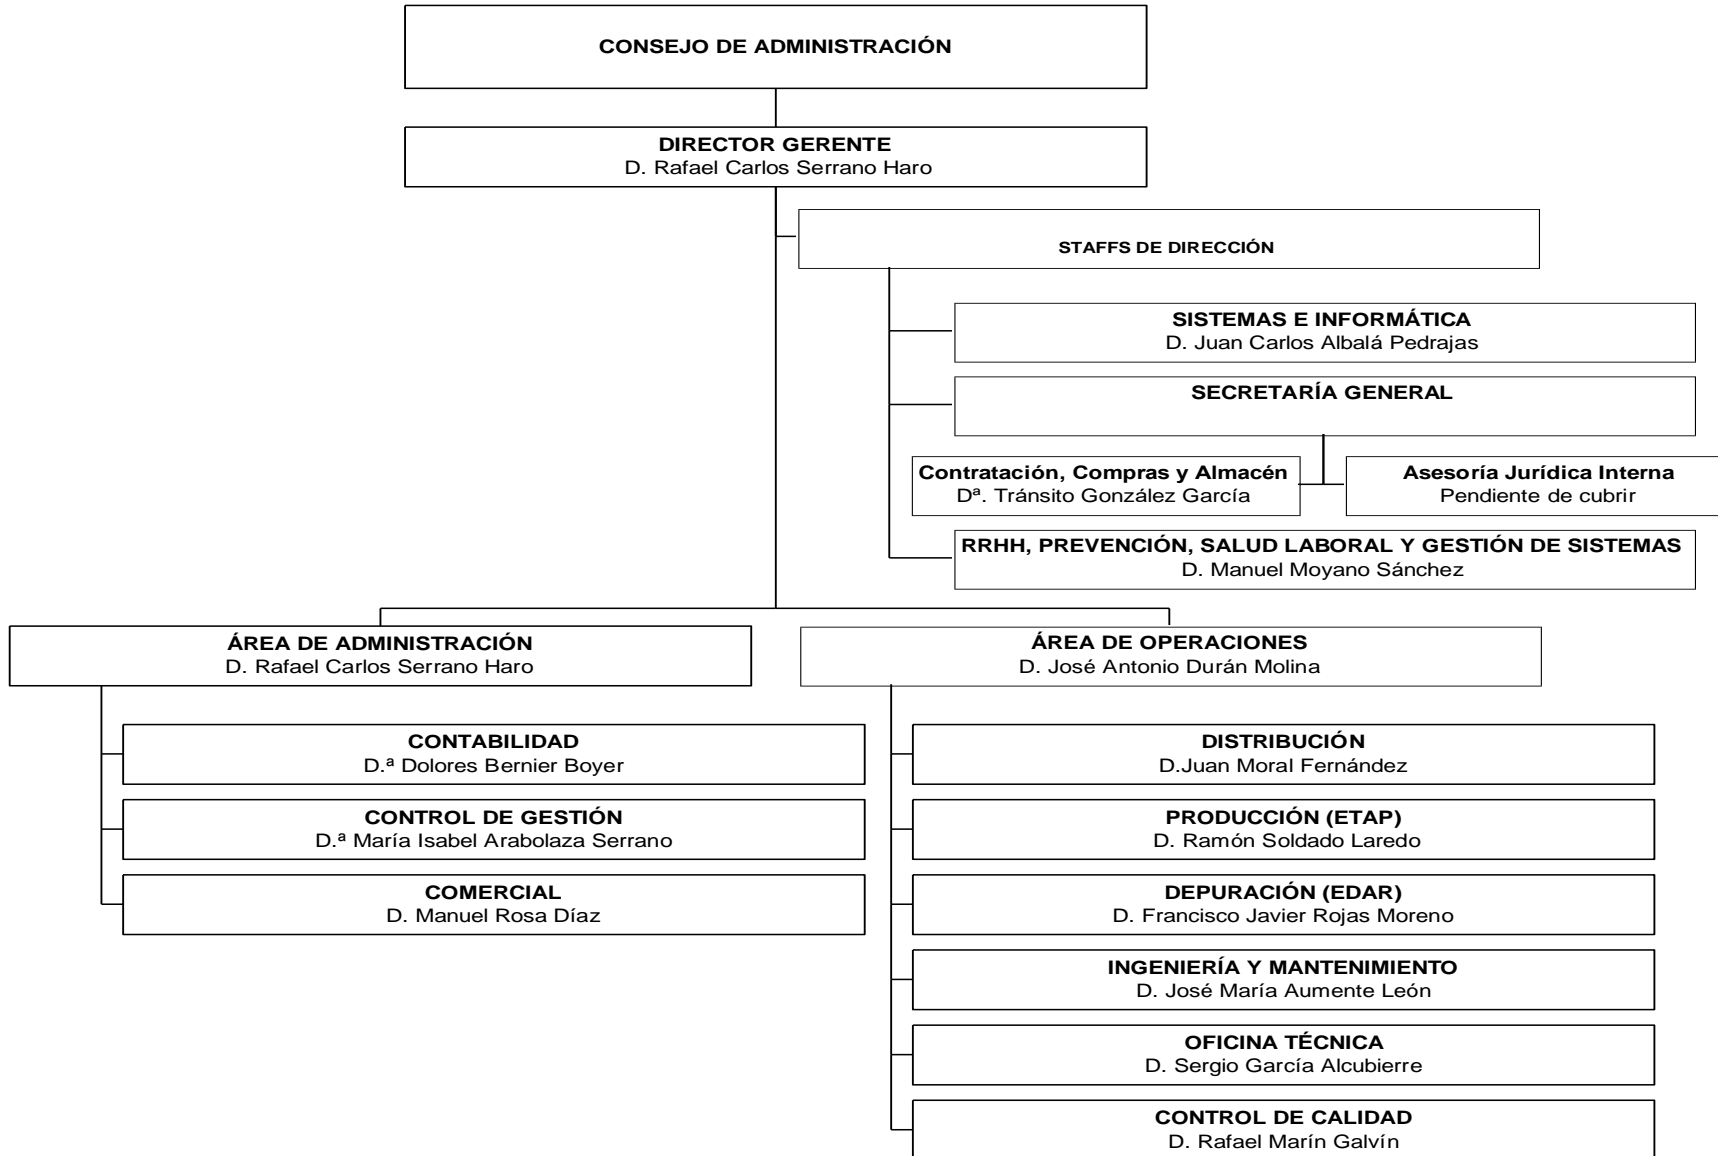 CONSEJO DE ADMINISTRACIÓN
DIRECTOR GERENTE
D. Rafael Carlos Serrano Haro
STAFFS DE DIRECCIÓN
SISTEMAS E INFORMÁTICA
D. Juan Carlos Albalá Pedrajas
SECRETARÍA GENERAL
Contratación, Compras y Almacén
Dª. Tránsito González García
Asesoría Jurídica Interna
Pendiente de cubrir
RRHH, PREVENCIÓN, SALUD LABORAL Y GESTIÓN DE SISTEMAS
D. Manuel Moyano Sánchez
ÁREA DE ADMINISTRACIÓN
D. Rafael Carlos Serrano Haro
CONTABILIDAD
D.ª Dolores Bernier Boyer
CONTROL DE GESTIÓN
D.ª María Isabel Arabolaza Serrano
COMERCIAL
D. Manuel Rosa Díaz
ÁREA DE OPERACIONES
D. José Antonio Durán Molina
DISTRIBUCIÓN
D.Juan Moral Fernández
PRODUCCIÓN (ETAP)
D. Ramón Soldado Laredo
DEPURACIÓN (EDAR)
D. Francisco Javier Rojas Moreno
INGENIERÍA Y MANTENIMIENTO
D. José María Aumente León
OFICINA TÉCNICA
D. Sergio García Alcubierre
CONTROL DE CALIDAD
D. Rafael Marín Galvín